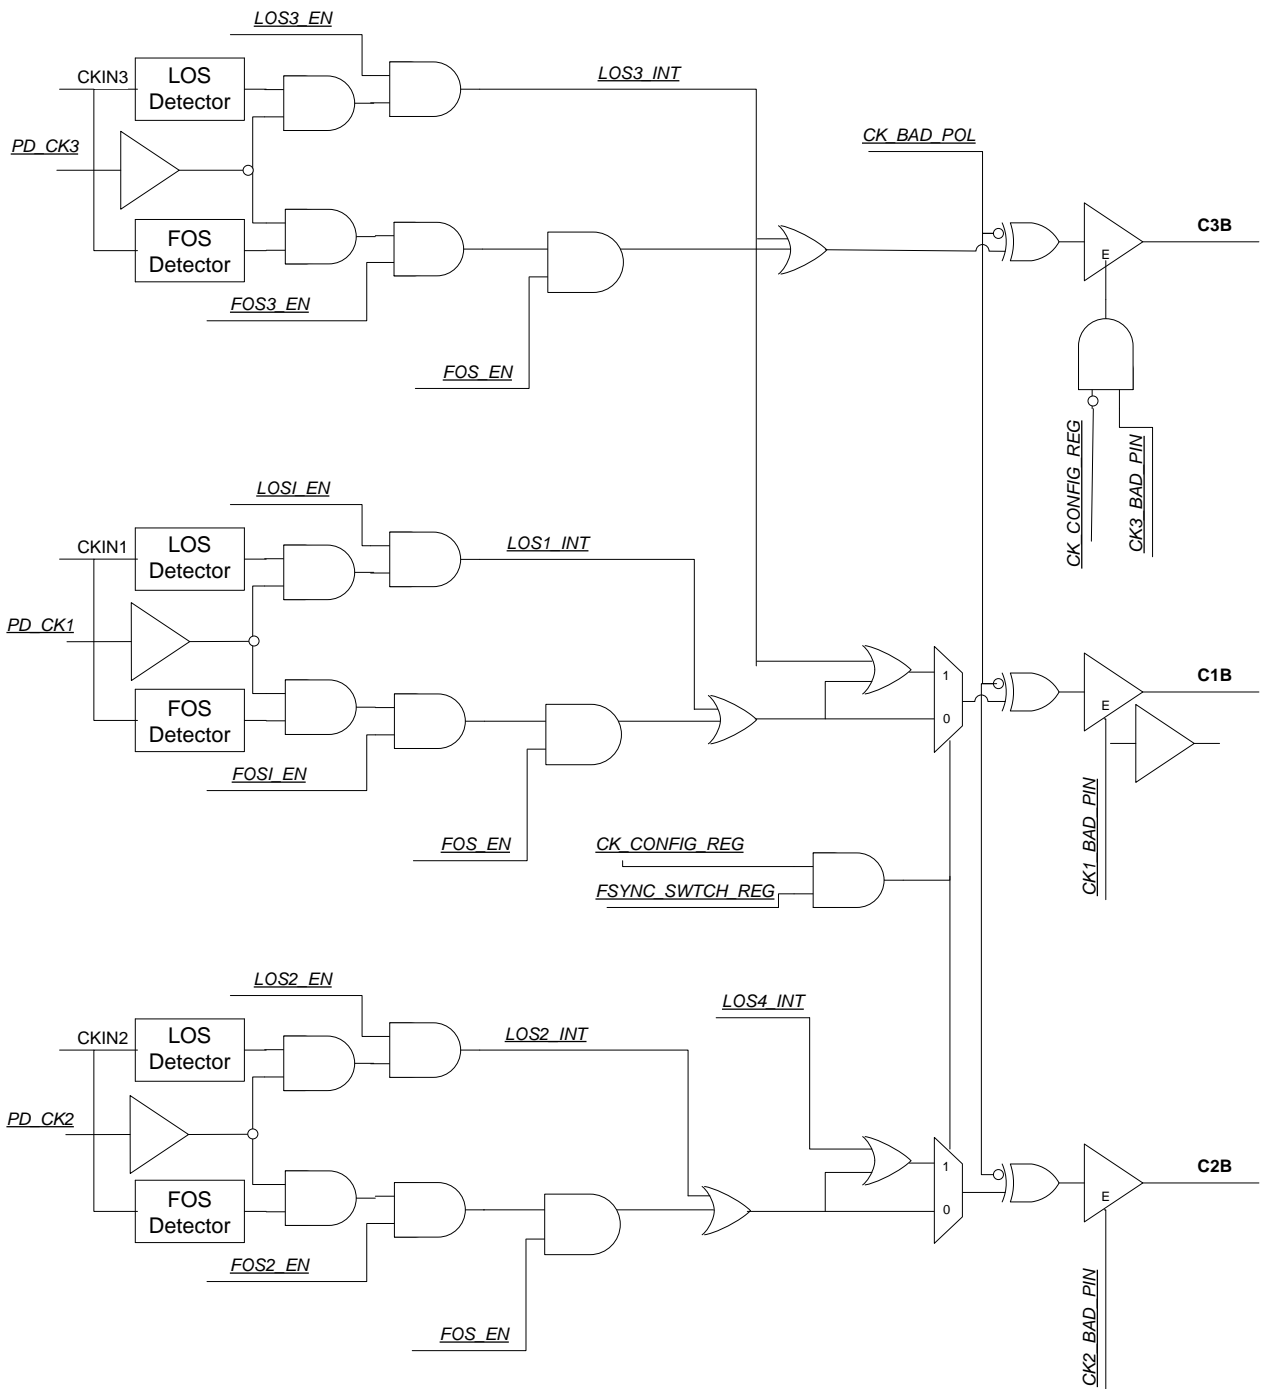 LOS3_EN
CKIN3
LOS
Detector
LOS3_INT
PD_CK3
CK_BAD_POL
FOS
Detector
C3B
E
FOS3_EN
FOS_EN
CK_CONFIG_REG
CK3_BAD_PIN
LOSI_EN
CKIN1
LOS
Detector
LOS1_INT
PD_CK1
1
C1B
FOS
Detector
E
0
FOSI_EN
FOS_EN
CK_CONFIG_REG
CK1_BAD_PIN
FSYNC_SWTCH_REG
LOS2_EN
LOS4_INT
CKIN2
LOS
Detector
LOS2_INT
PD_CK2
1
C2B
FOS
Detector
E
0
FOS2_EN
FOS_EN
CK2_BAD_PIN